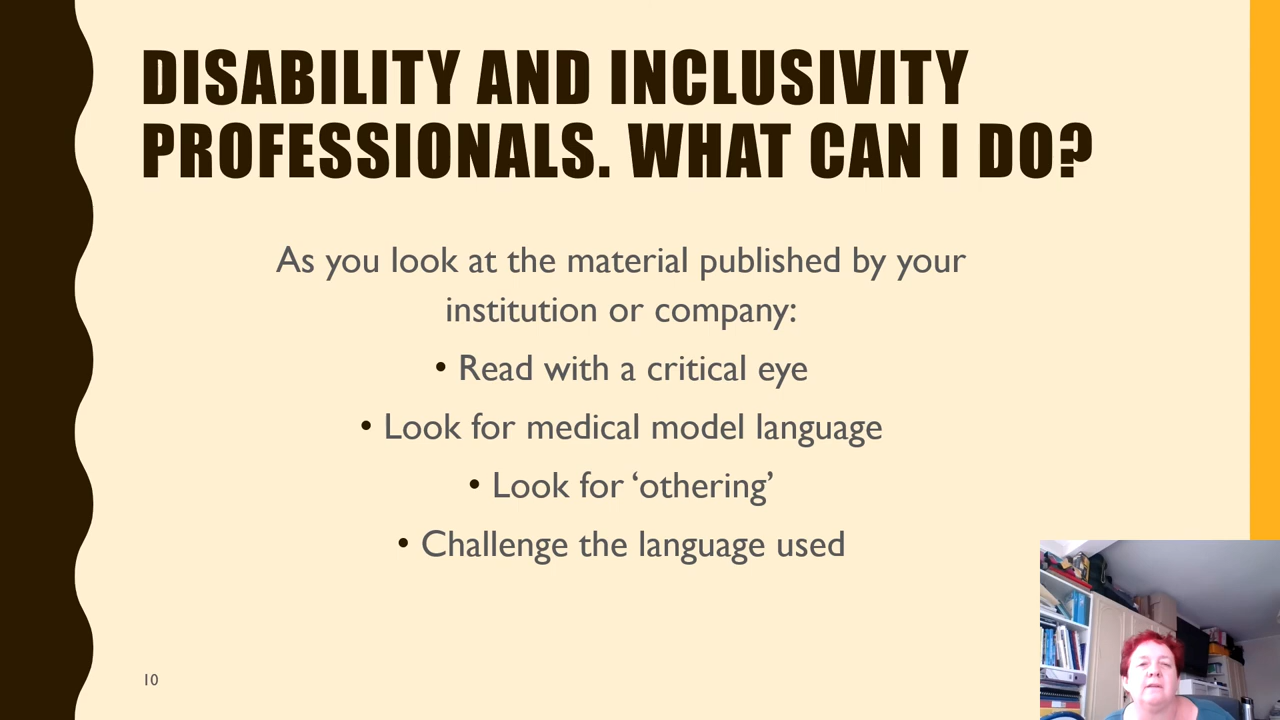 DISABILITY AND INCLUSIVITY
PROFESSIONALS. WHAT CAN I DO?
As you look at the material published by your
institution or company:
• Read with a critical eye
• Look for medical model language
• Look for ‘othering’
• Challenge the language used
10